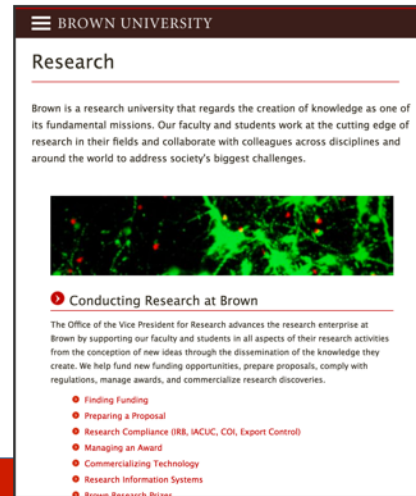 BROWN UNIVERSITY
Research
Brown is a research university that regards the creation of knowledge as one of
its fundamental missions. Our faculty and students work at the cutting edge of
research in their fields and collaborate with colleagues across disciplines and
around the world to address society's biggest challenges.
Conducting Research at Brown
The Office of the Vice President for Research advances the research enterprise at
Brown by supporting our faculty and students in all aspects of their research activities
from the conception of new ideas through the dissemination of the knowledge they
create. We help fund new funding opportunities, prepare proposals, comply with
regulations, manage awards, and commercialize research discoveries.
Finding Funding
Preparing a Proposal
Research Compliance (IRB, IACUC, COI, Export Control)
Managing an Award
Commercializing Technology
Research Information Systems
Brown Research Prizes